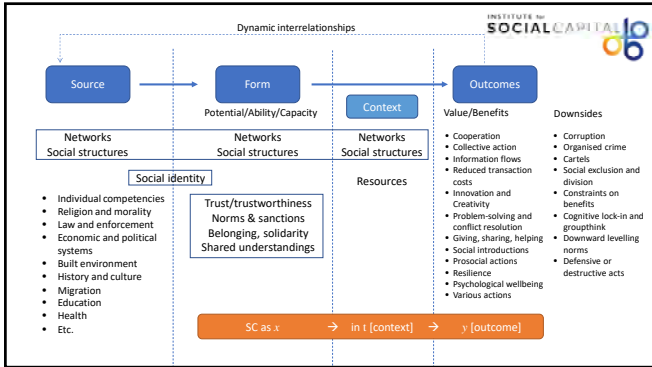 Dynamic interrelationships
INSTITUTE for
SOCIAL CAPITAL
Source
Form
Outcomes
Potential/Ability/Capacity
Context
Value/Benefits
Downsides
Networks
Social structures
Networks
Social structures
Networks
Social structures
Social identity
Resources
• Individual competencies
• Religion and morality
• Law and enforcement
• Economic and political
systems
• Built environment
• History and culture
• Migration
• Education
• Health
• Etc.
Trust/trustworthiness
Norms & sanctions
Belonging, solidarity
Shared understandings
• Cooperation
• Collective action
• Information flows
• Reduced transaction
costs
• Innovation and
Creativity
• Problem-solving and
conflict resolution
• Giving, sharing, helping
• Social introductions
• Prosocial actions
• Resilience
• Psychological wellbeing
• Various actions
• Corruption
• Organised crime
• Cartels
• Social exclusion and
division
• Constraints on
benefits
• Cognitive lock-in and
groupthink
• Downward levelling
norms
• Defensive or
destructive acts
SC as x → in t [context] → y [outcome]